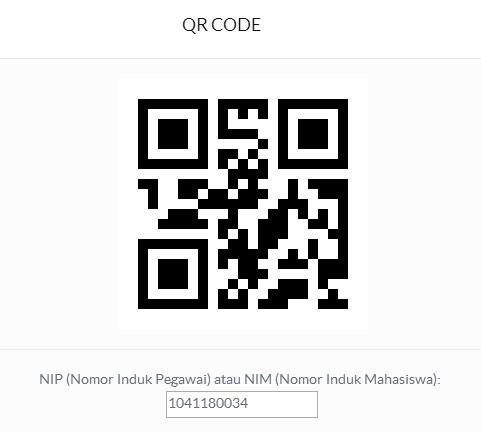 QR CODE
NIP (Nomor Induk Pegawai) atau NIM (Nomor Induk Mahasiswa):
1041180034